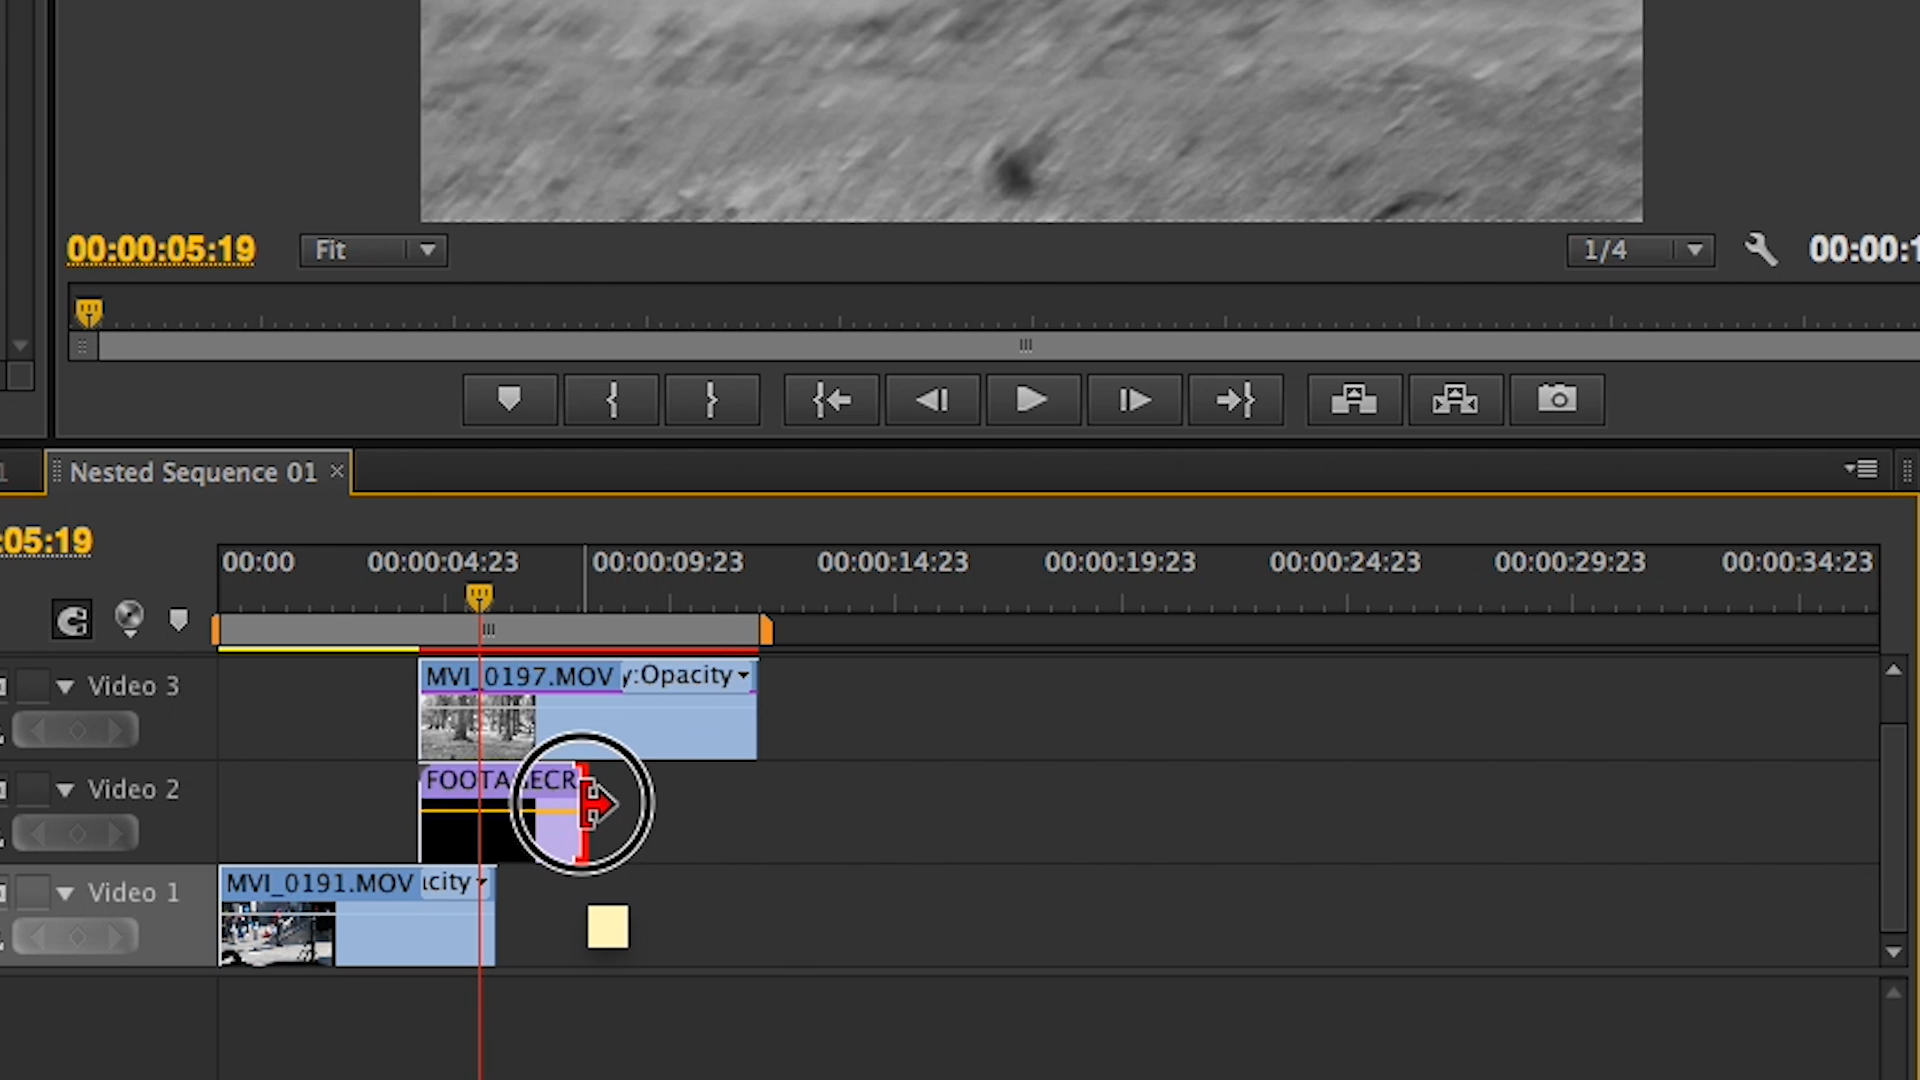 00:00:05:19 Fit 1/4 00:00:1
Nested Sequence 01
:05:19
00:00 00:00:04:23 00:00:09:23 00:00:14:23 00:00:19:23 00:00:24:23 00:00:29:23 00:00:34:23
Video 3 MVI_0197.MOV y:Opacity
Video 2 FOOTAGECR
Video 1 MVI_0191.MOV acity